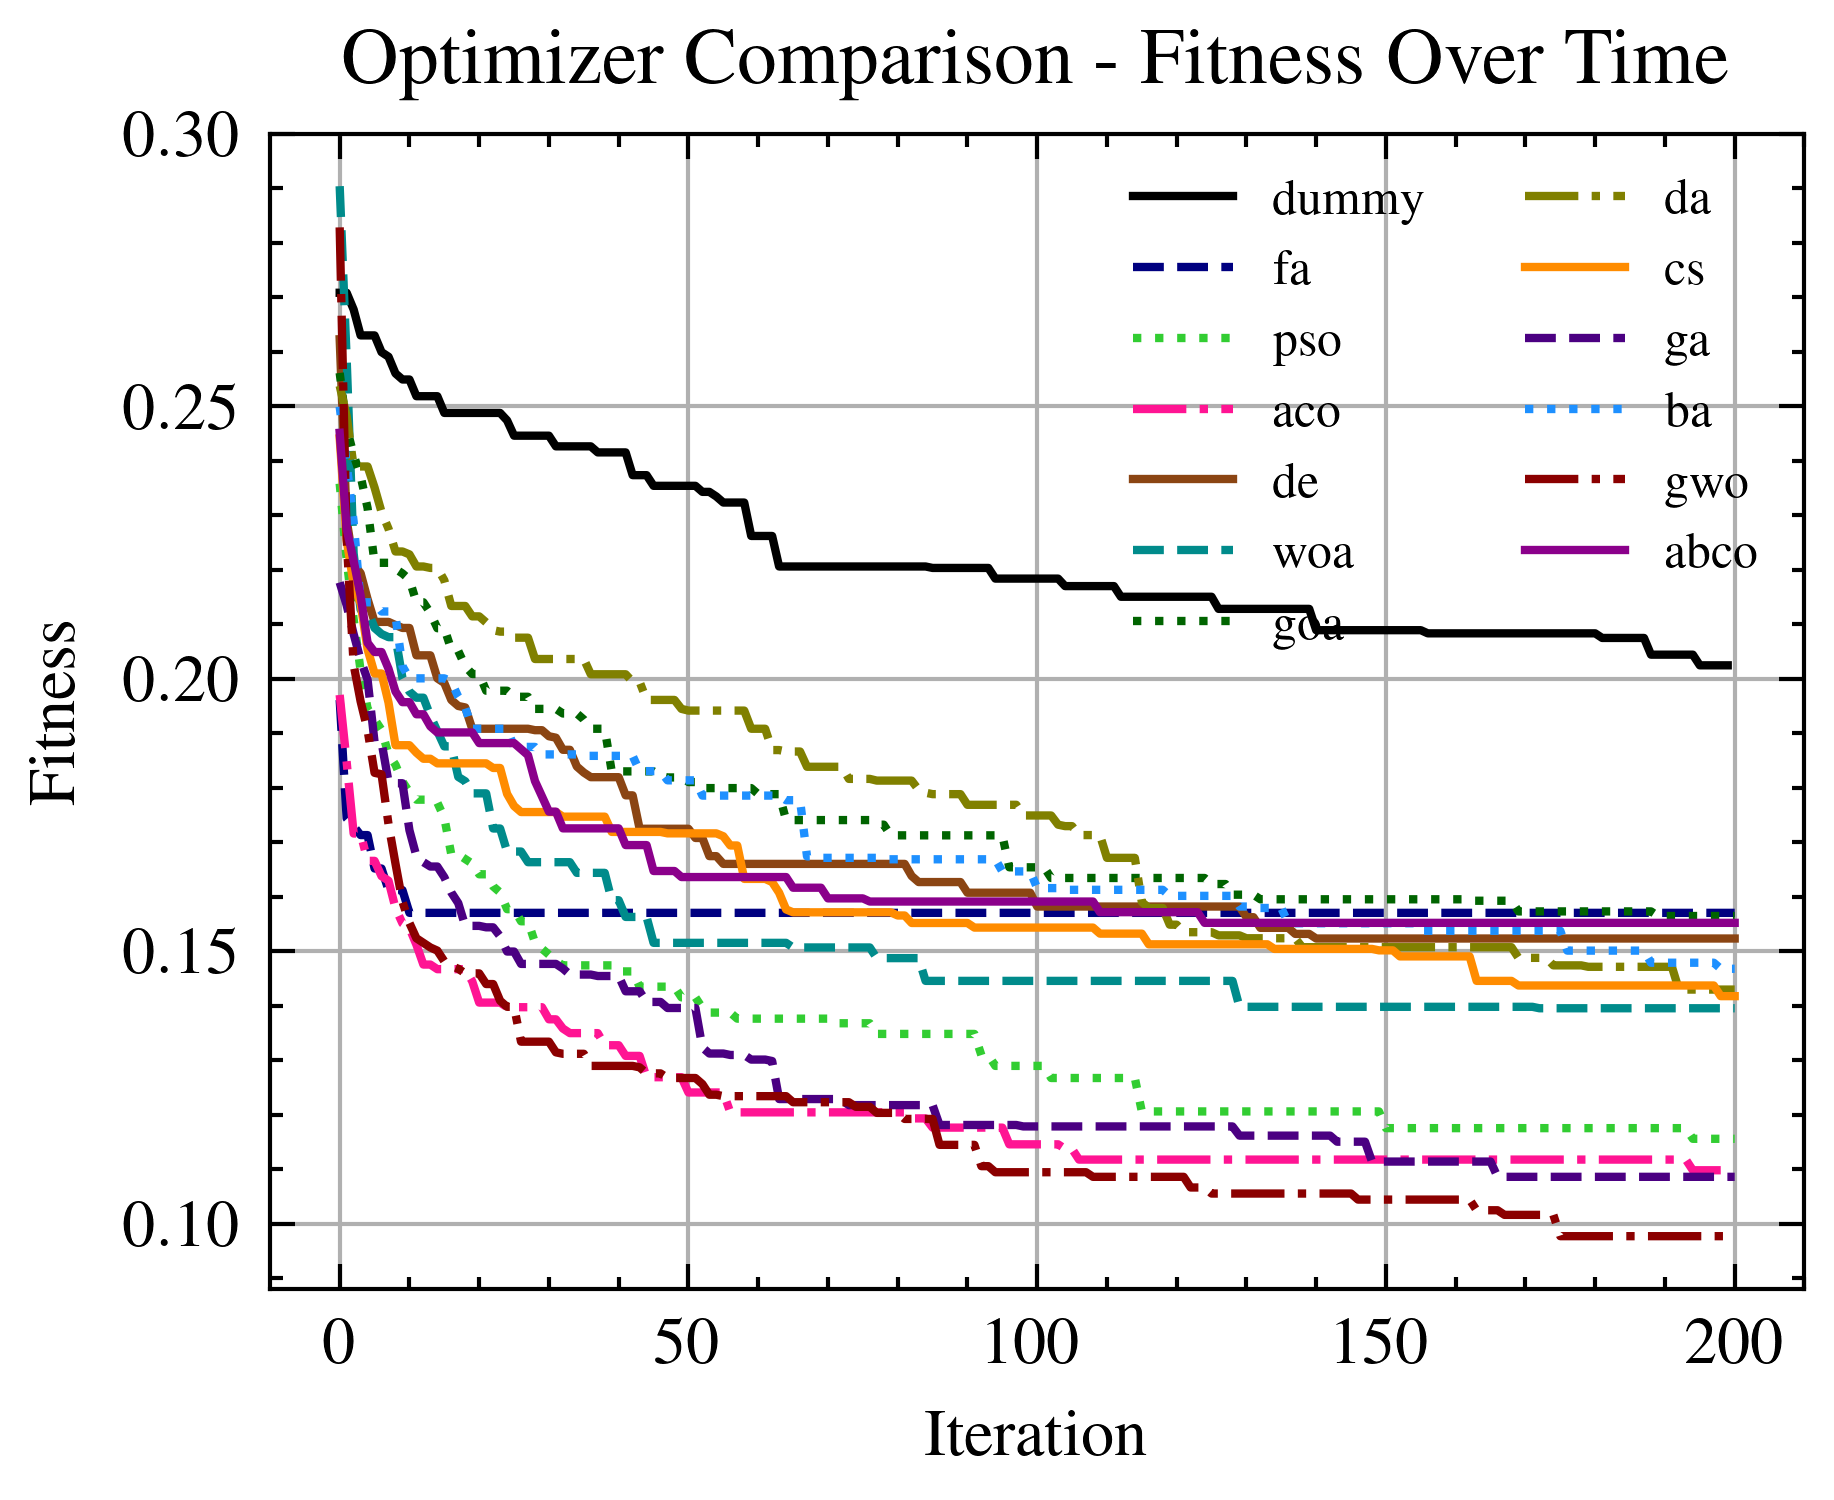 Optimizer Comparison - Fitness Over Time
0.30
0.25
0.20
0.15
0.10
Fitness
dummy
fa
pso
aco
de
woa
goa
da
cs
ga
ba
gwo
abco
0
50
100
150
200
Iteration